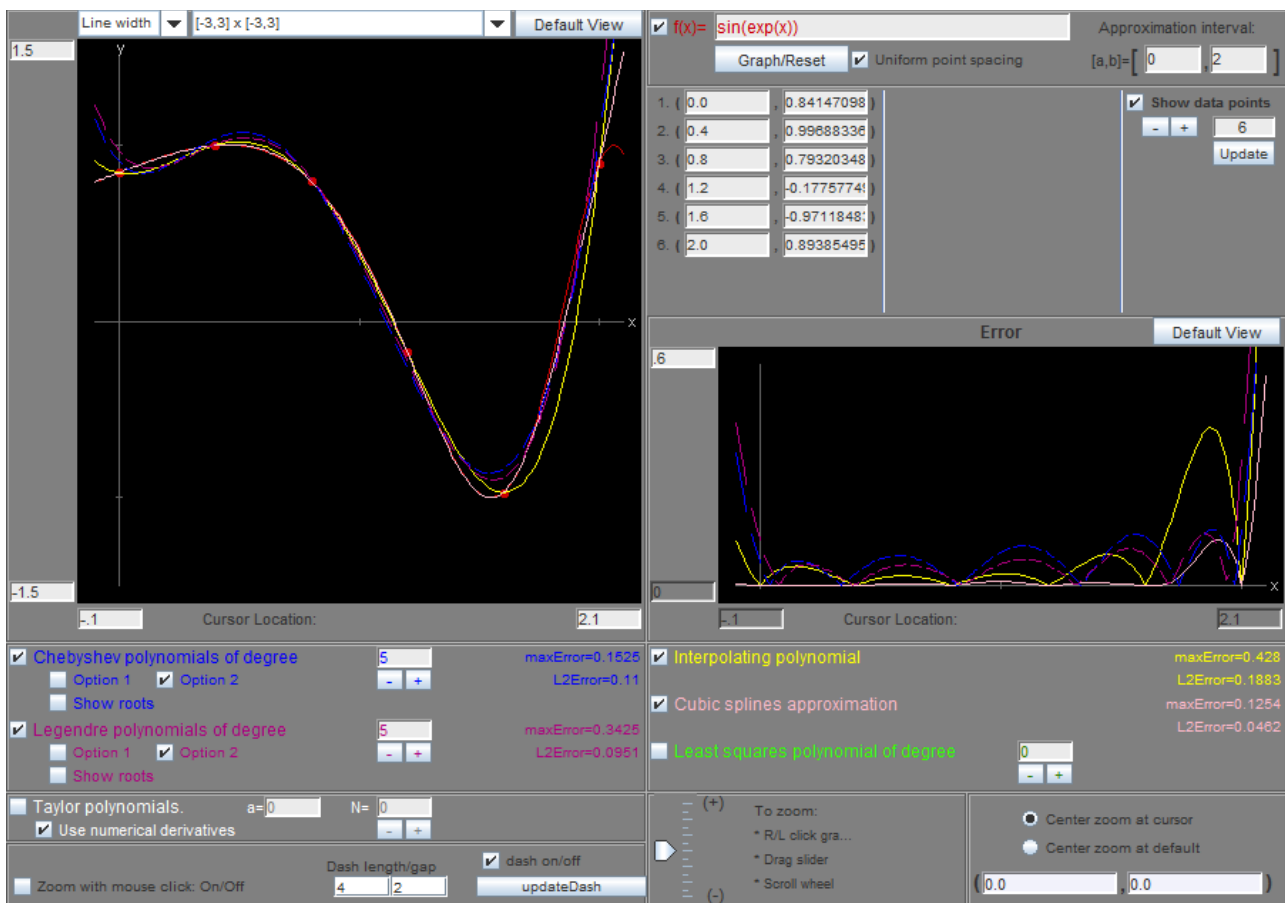 Line width [-3,3] x [-3,3] Default View
1.5
y
x
-1.5
-.1 Cursor Location: 2.1
f(x)= sin(exp(x)) Approximation interval:
Graph/Reset Uniform point spacing [a,b]=[ 0 , 2 ]
1. ( 0.0 , 0.84147098 )
2. ( 0.4 , 0.99688336 )
3. ( 0.8 , 0.79320348 )
4. ( 1.2 , -0.1775774 )
5. ( 1.6 , -0.9711848 )
6. ( 2.0 , 0.89385495 )
Show data points
- + 6
Update
Error Default View
.6
x
0
-.1 Cursor Location: 2.1
Chebyshev polynomials of degree 5 maxError=0.1525
Option 1 Option 2 - + L2Error=0.11
Show roots
Legendre polynomials of degree 5 maxError=0.3425
Option 1 Option 2 - + L2Error=0.0951
Show roots
Interpolating polynomial maxError=0.428
L2Error=0.1883
Cubic splines approximation maxError=0.1254
L2Error=0.0462
Least squares polynomial of degree 0
- +
Taylor polynomials. a= 0 N= 0
Use numerical derivatives - +
Dash length/gap dash on/off
Zoom with mouse click: On/Off 4 2 updateDash
(+)
(-)
To zoom:
* R/L click gra...
* Drag slider
* Scroll wheel
Center zoom at cursor
Center zoom at default
( 0.0 , 0.0 )